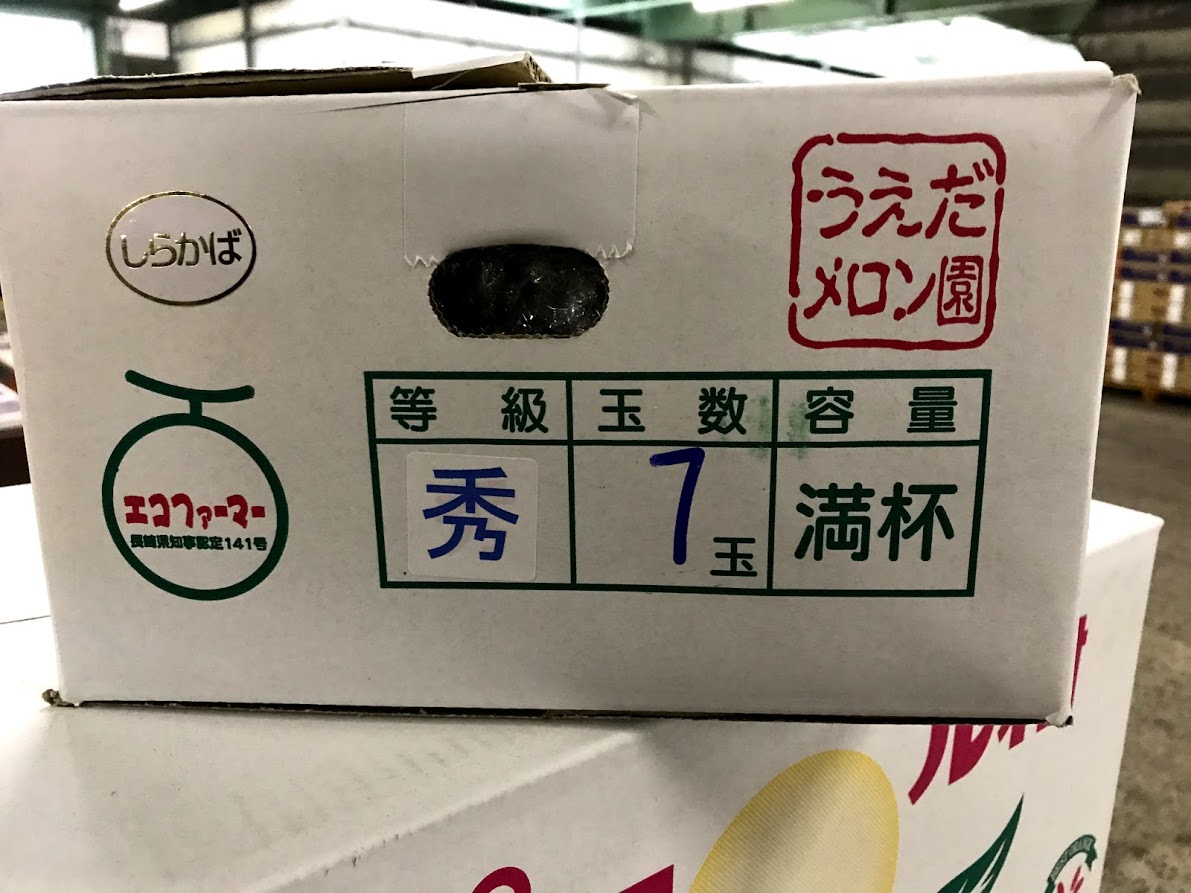 しらかば
うえだ
メロン園
エコファーマー
長崎県知事認定141号
等級 玉数 容量
秀 7玉 満杯